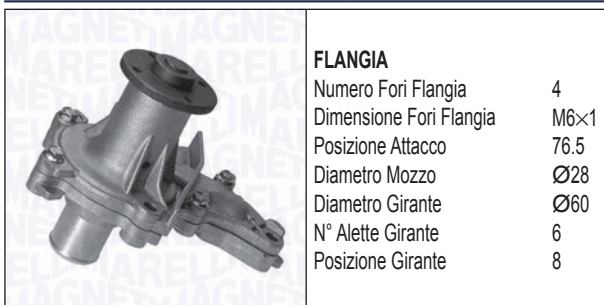 FLANGIA
Numero Fori Flangia 4
Dimensione Fori Flangia M6×1
Posizione Attacco 76.5
Diametro Mozzo Ø28
Diametro Girante Ø60
N° Alette Girante 6
Posizione Girante 8